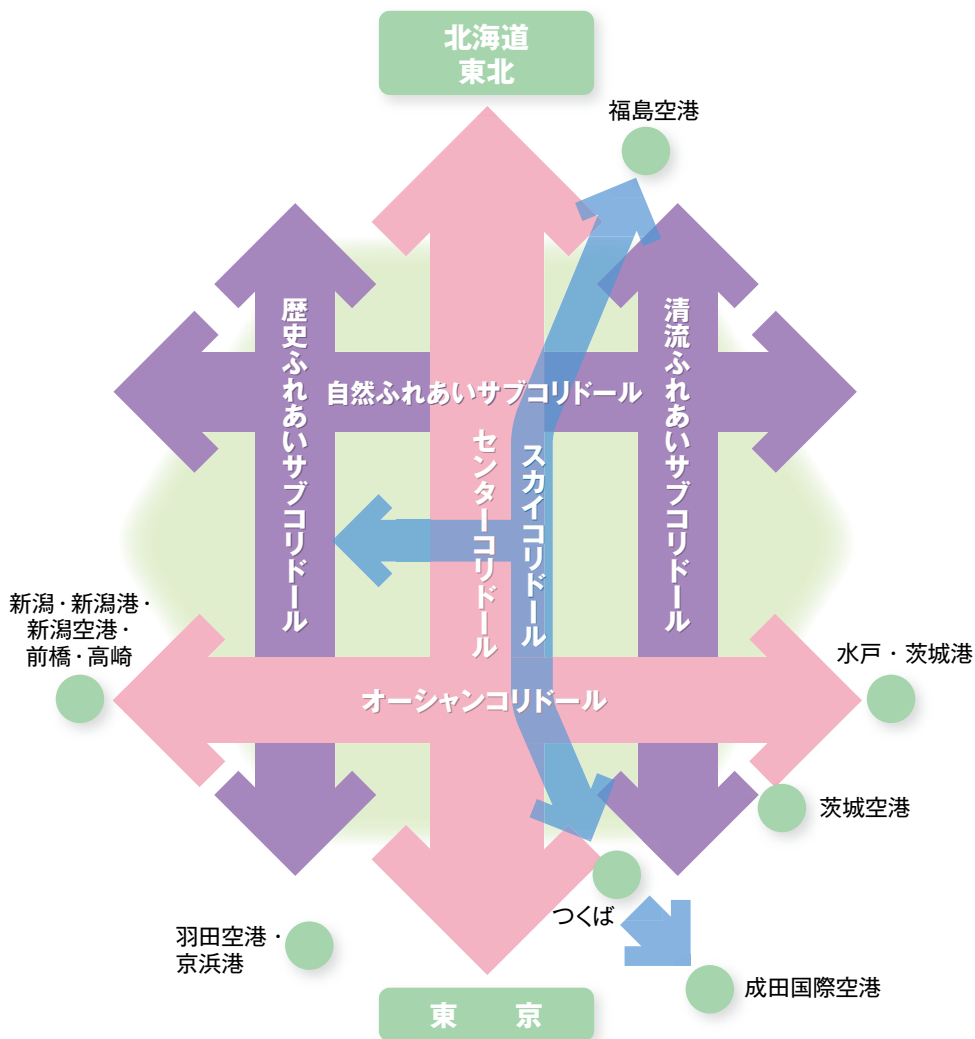 北海道
東北
福島空港
歴史ふれあいサブコリドール
清流ふれあいサブコリドール
自然ふれあいサブコリドール
センターコリドール
スカイコリドール
新潟・新潟港・
新潟空港・
前橋・高崎
水戸・茨城港
オーシャンコリドール
茨城空港
つくば
羽田空港・
京浜港
成田国際空港
東　京